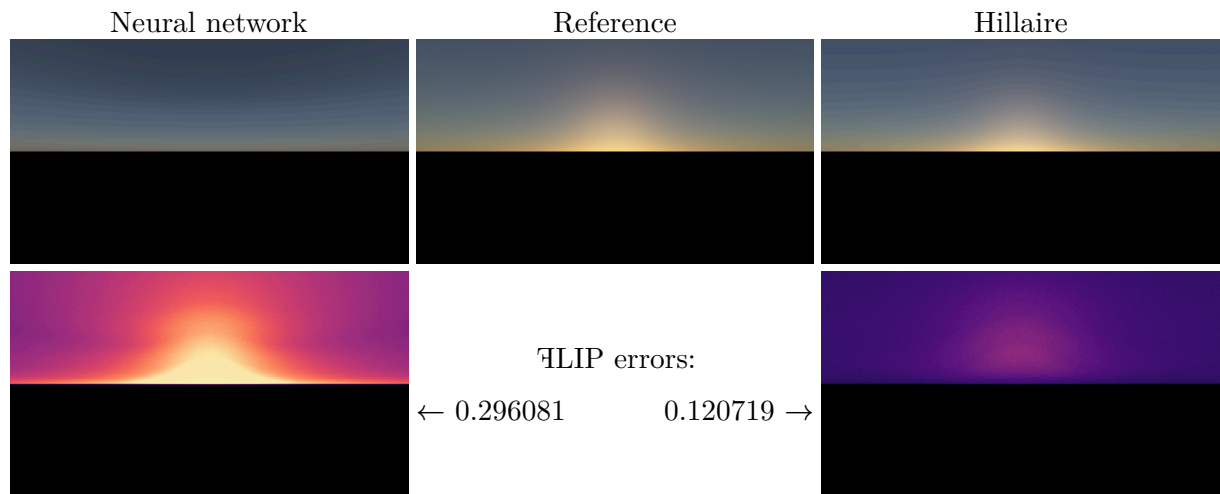 Neural network
Reference
Hillaire
ꟻLIP errors:
← 0.296081
0.120719 →